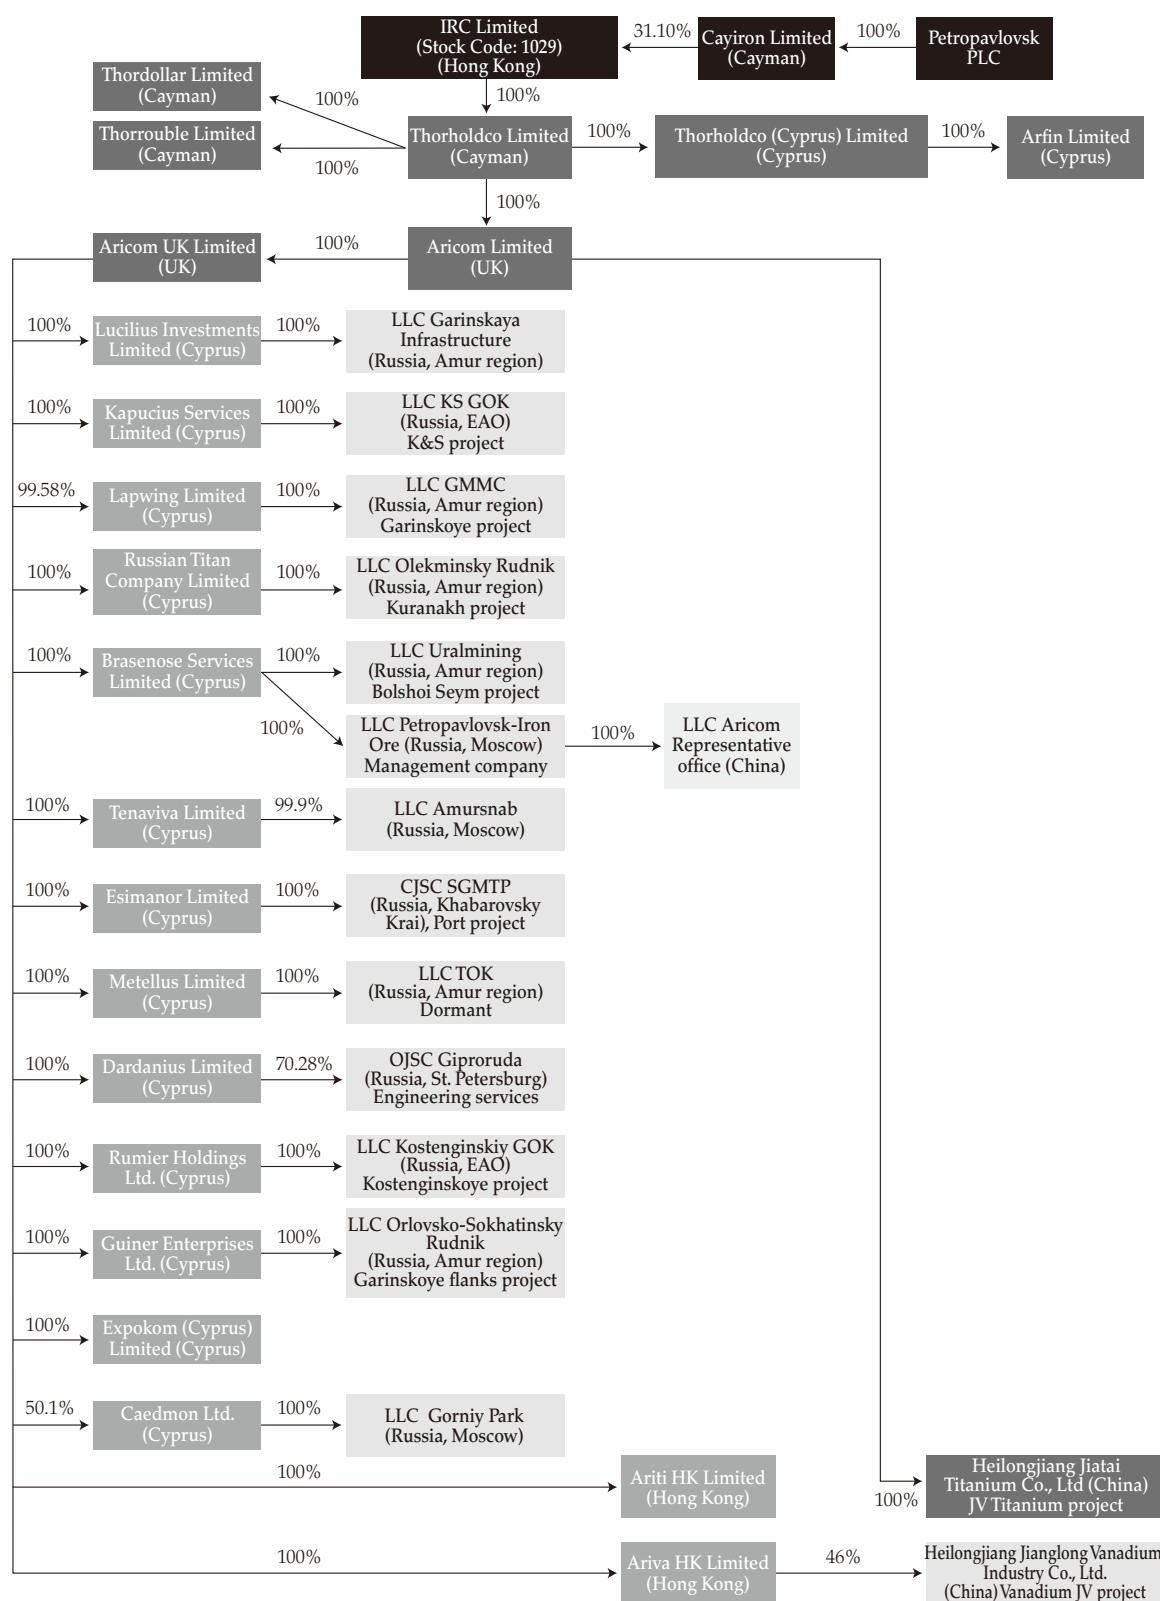 IRC Limited
(Stock Code: 1029)
(Hong Kong)
31.10%
Cayiron Limited
(Cayman)
100%
Petropavlovsk
PLC
Thordollar Limited
(Cayman)
100%
100%
Thorrouble Limited
(Cayman)
100%
Thorholdco Limited
(Cayman)
100%
Thorholdco (Cyprus) Limited
(Cyprus)
100%
Arfin Limited
(Cyprus)
100%
Aricom UK Limited
(UK)
100%
Aricom Limited
(UK)
100%
Lucilius Investments
Limited (Cyprus)
100%
LLC Garinskaya
Infrastructure
(Russia, Amur region)
100%
Kapucius Services
Limited (Cyprus)
100%
LLC KS GOK
(Russia, EAO)
K&S project
99.58%
Lapwing Limited
(Cyprus)
100%
LLC GMMC
(Russia, Amur region)
Garinskoye project
100%
Russian Titan
Company Limited
(Cyprus)
100%
LLC Olekminsky Rudnik
(Russia, Amur region)
Kuranakh project
100%
Brasenose Services
Limited (Cyprus)
100%
LLC Uralmining
(Russia, Amur region)
Bolshoi Seym project
100%
LLC Petropavlovsk-Iron
Ore (Russia, Moscow)
Management company
100%
LLC Aricom
Representative
office (China)
100%
Tenaviva Limited
(Cyprus)
99.9%
LLC Amursnab
(Russia, Moscow)
100%
Esimanor Limited
(Cyprus)
100%
CJSC SGMTP
(Russia, Khabarovsky
Krai), Port project
100%
Metellus Limited
(Cyprus)
100%
LLC TOK
(Russia, Amur region)
Dormant
100%
Dardanius Limited
(Cyprus)
70.28%
OJSC Giproruda
(Russia, St. Petersburg)
Engineering services
100%
Rumier Holdings
Ltd. (Cyprus)
100%
LLC Kostenginskiy GOK
(Russia, EAO)
Kostenginskoye project
100%
Guiner Enterprises
Ltd. (Cyprus)
100%
LLC Orlovsko-Sokhatinsky
Rudnik
(Russia, Amur region)
Garinskoye flanks project
100%
Expokom (Cyprus)
Limited (Cyprus)
50.1%
Caedmon Ltd.
(Cyprus)
100%
LLC Gorniy Park
(Russia, Moscow)
100%
Ariti HK Limited
(Hong Kong)
100%
Heilongjiang Jiatai
Titanium Co., Ltd (China)
JV Titanium project
100%
Ariva HK Limited
(Hong Kong)
46%
Heilongjiang Jianglong Vanadium
Industry Co., Ltd.
(China) Vanadium JV project